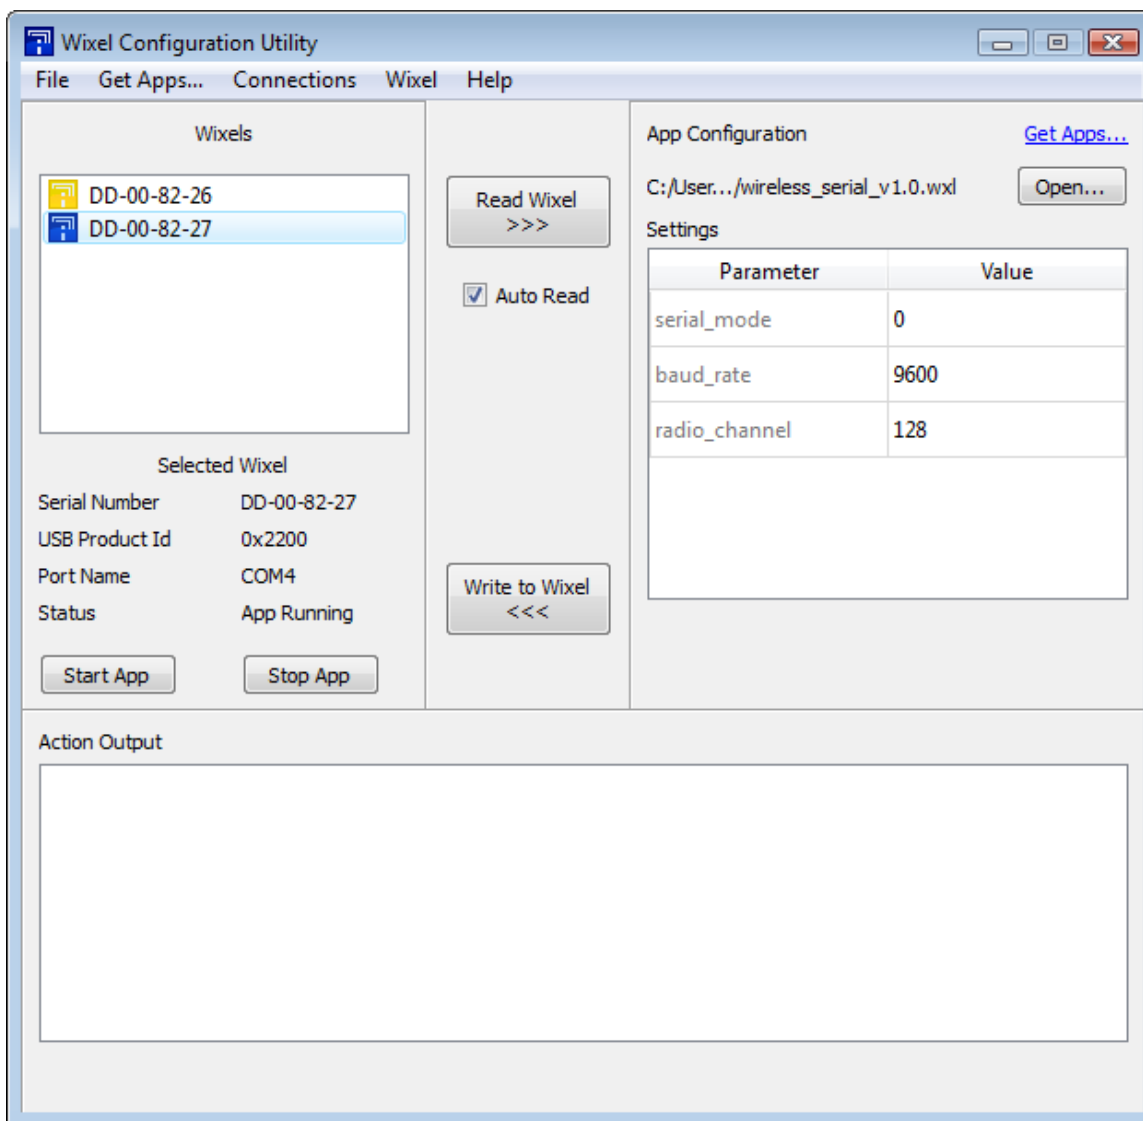 Wixel Configuration Utility
File Get Apps... Connections Wixel Help
Wixels
DD-00-82-26
DD-00-82-27
Selected Wixel
Serial Number DD-00-82-27
USB Product Id 0x2200
Port Name COM4
Status App Running
Start App Stop App
Read Wixel
>>>
Auto Read
Write to Wixel
<<<
App Configuration Get Apps...
C:/User.../wireless_serial_v1.0.wxl Open...
Settings
Parameter Value
serial_mode 0
baud_rate 9600
radio_channel 128
Action Output